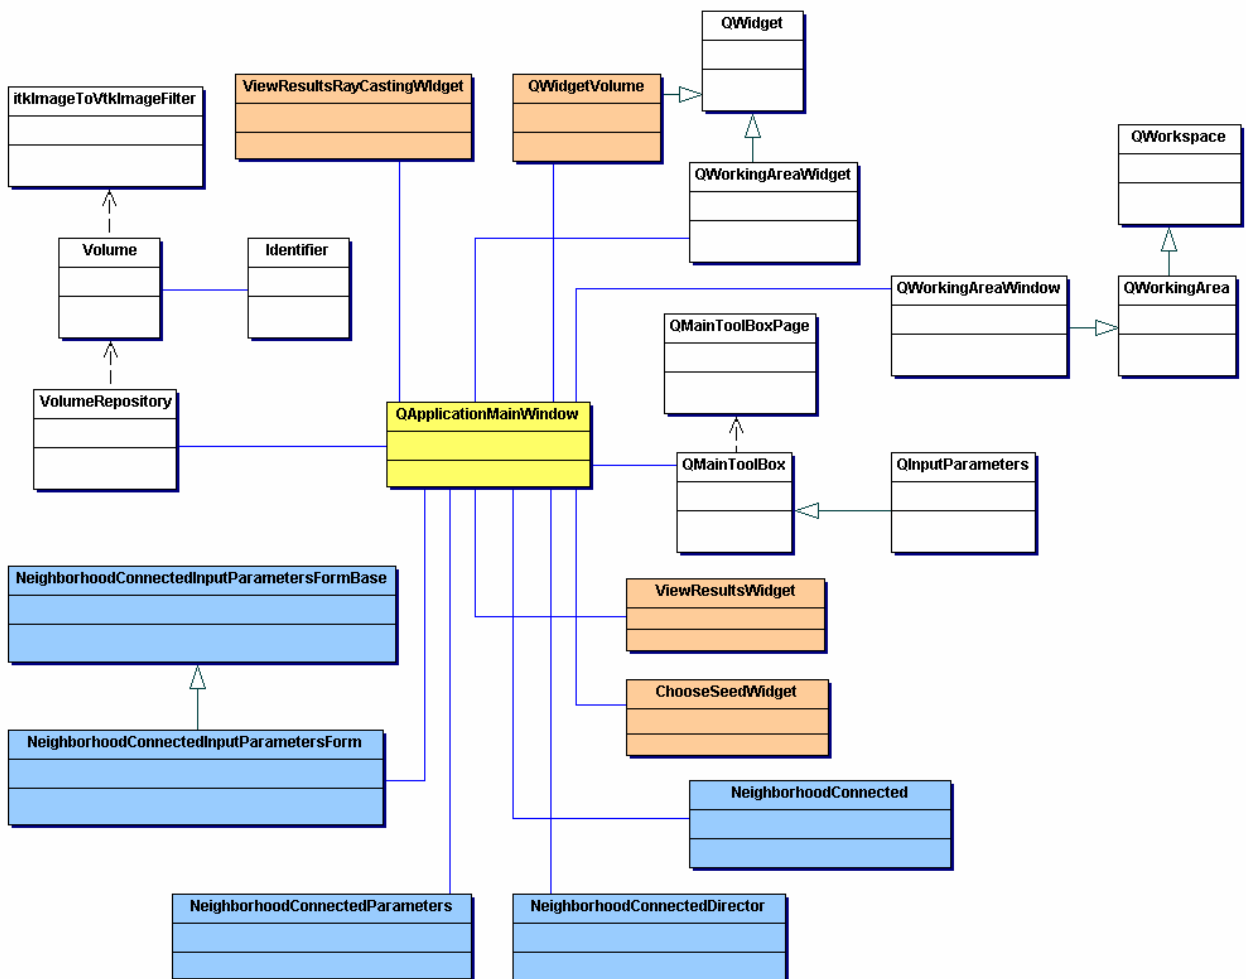 QWidget
ViewResultsRayCastingWidget
QWidgetVolume
itkImageToVtkImageFilter
QWorkspace
QWorkingAreaWidget
Volume
Identifier
QWorkingAreaWindow
QWorkingArea
QMainToolBoxPage
VolumeRepository
QApplicationMainWindow
QMainToolBox
QInputParameters
NeighborhoodConnectedInputParametersFormBase
ViewResultsWidget
ChooseSeedWidget
NeighborhoodConnectedInputParametersForm
NeighborhoodConnected
NeighborhoodConnectedParameters
NeighborhoodConnectedDirector